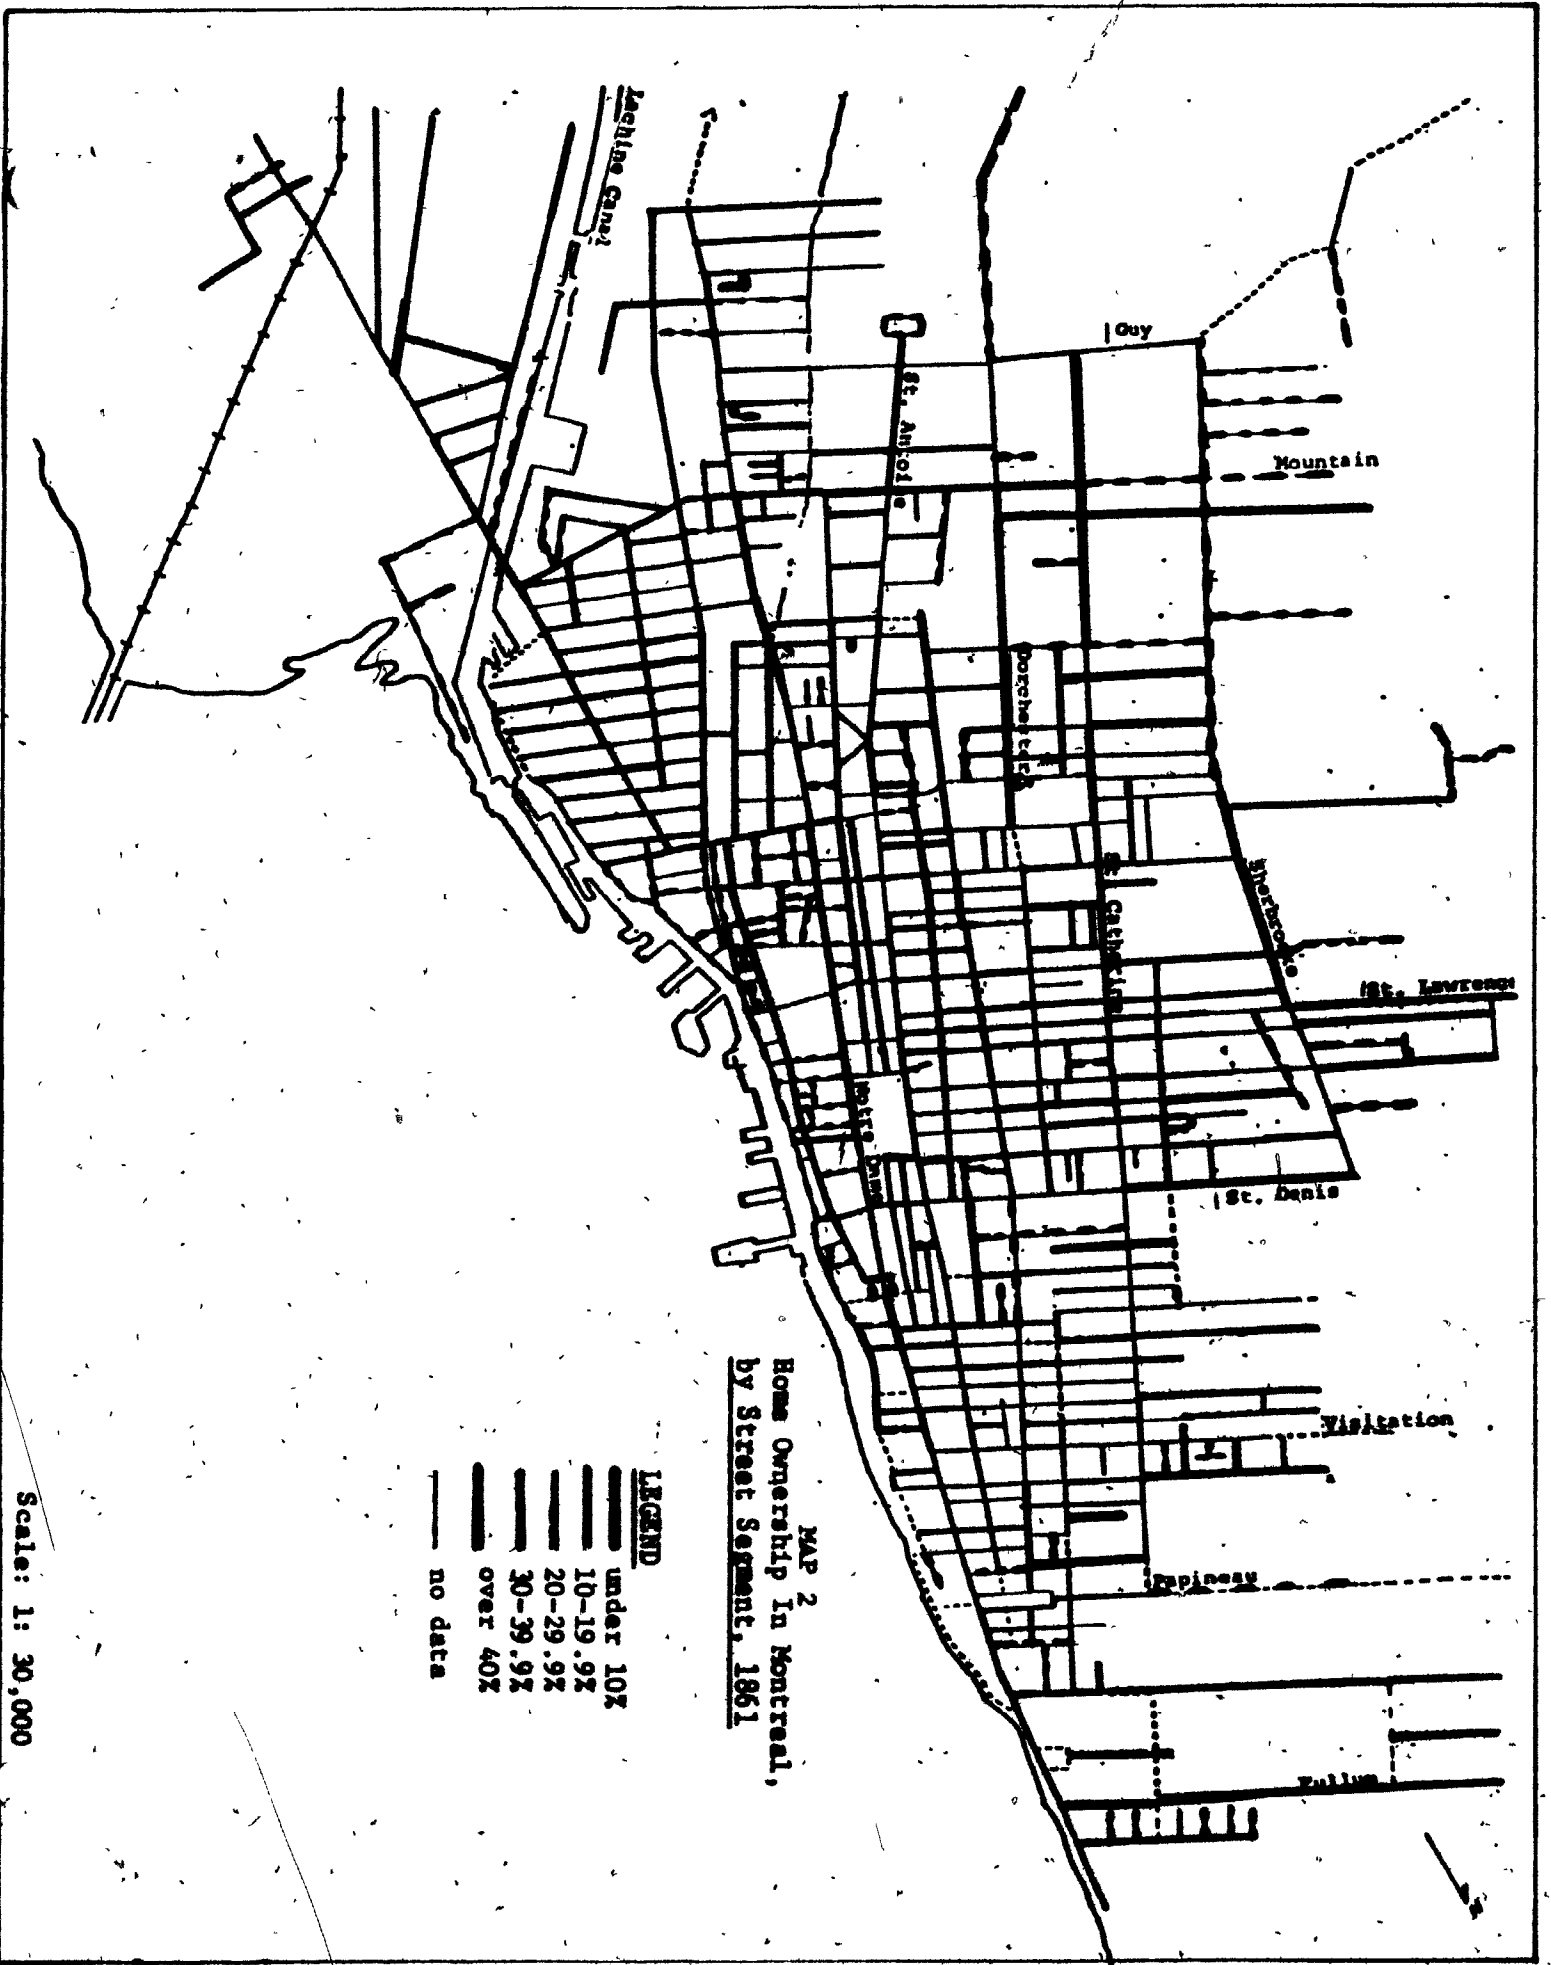 MAP 2
Home Ownership In Montreal,
by Street Segment, 1861
LEGEND
under 10%
10-19.9%
20-29.9%
30-39.9%
over 40%
no data
Scale: 1: 30,000
Lachine Canal
Guy
St. Antoine
Mountain
Dorchester
St. Catherine
Sherbrooke
St. Lawrence
Notre Dame
St. Denis
Visitation
Papineau
Fullum
N